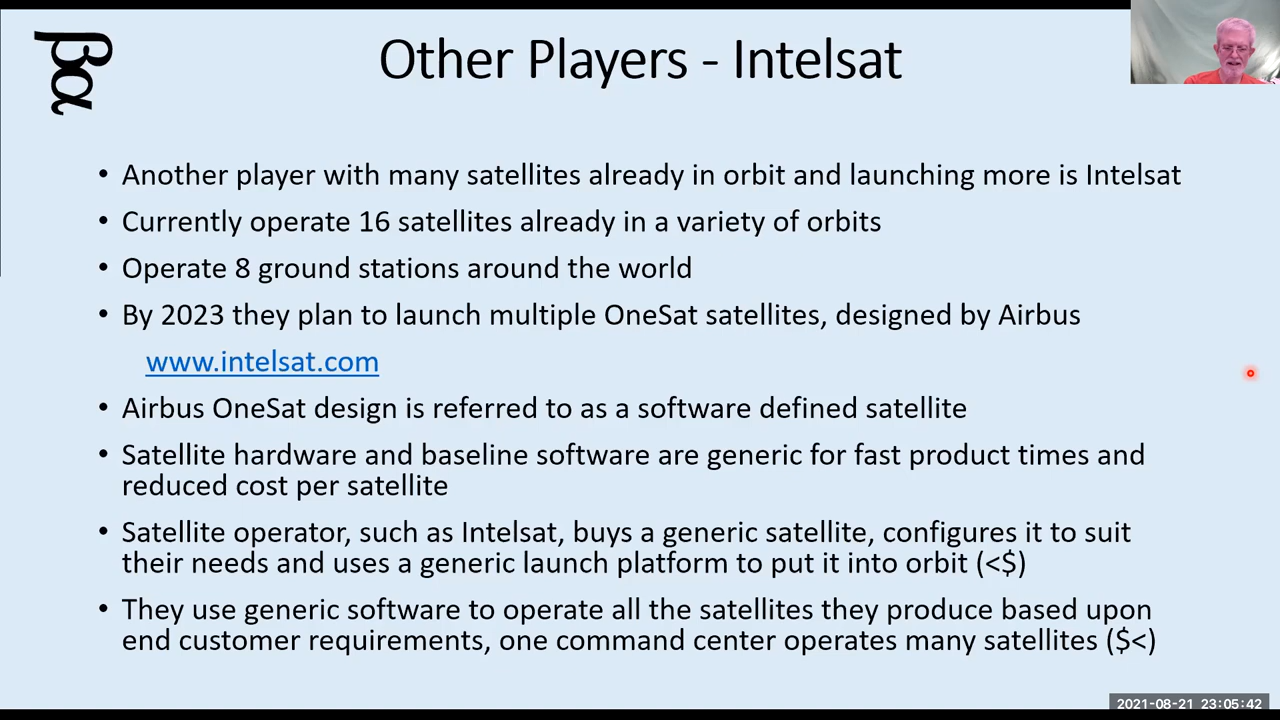 βα
Other Players - Intelsat
• Another player with many satellites already in orbit and launching more is Intelsat
• Currently operate 16 satellites already in a variety of orbits
• Operate 8 ground stations around the world
• By 2023 they plan to launch multiple OneSat satellites, designed by Airbus
www.intelsat.com
• Airbus OneSat design is referred to as a software defined satellite
• Satellite hardware and baseline software are generic for fast product times and
reduced cost per satellite
• Satellite operator, such as Intelsat, buys a generic satellite, configures it to suit
their needs and uses a generic launch platform to put it into orbit (<$)
• They use generic software to operate all the satellites they produce based upon
end customer requirements, one command center operates many satellites ($<)
2021-08-21 23:05:42